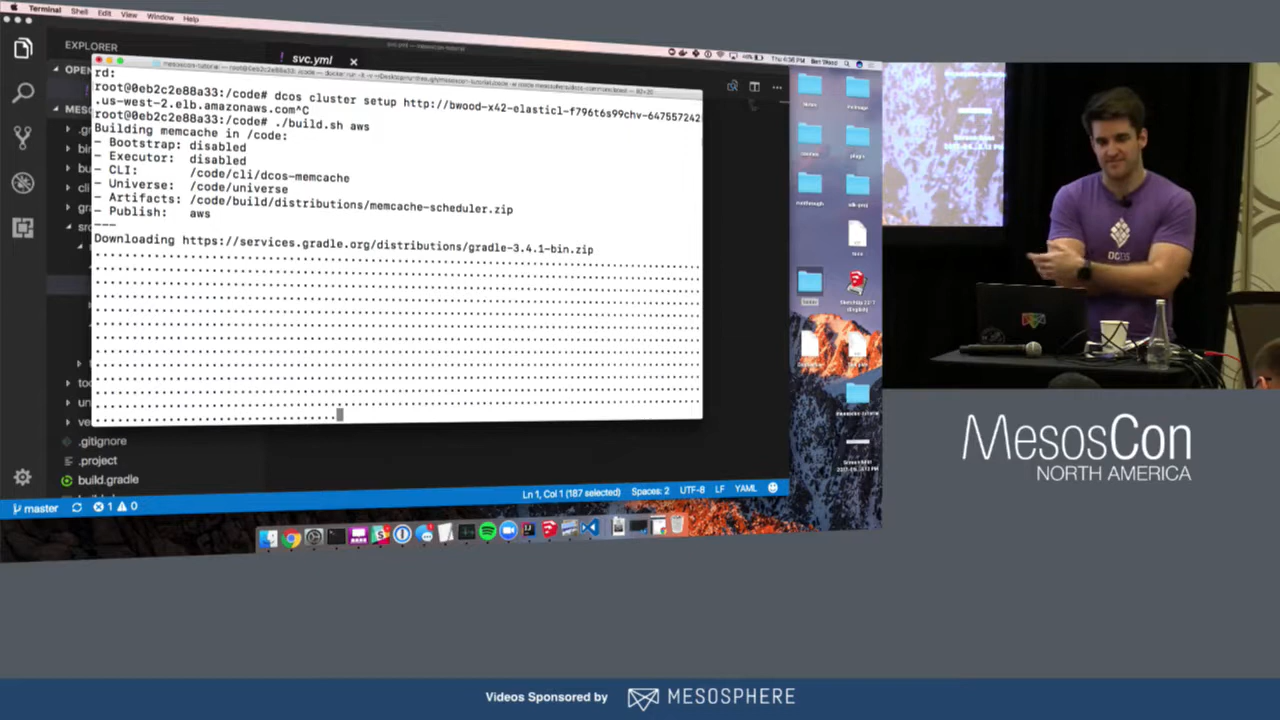 Terminal Shell Edit View Window Help
EXPLORER
svc.yml
rd:
root@0eb2c2e88a33:/code# dcos cluster setup http://bwood-x42-elasticl-f796t6s99chv-647557242
.us-west-2.elb.amazonaws.com^C
root@0eb2c2e88a33:/code# ./build.sh aws
Building memcache in /code:
- Bootstrap: disabled
- Executor: disabled
- CLI: /code/cli/dcos-memcache
- Universe: /code/universe
- Artifacts: /code/build/distributions/memcache-scheduler.zip
- Publish: aws
---
Downloading https://services.gradle.org/distributions/gradle-3.4.1-bin.zip
.gitignore
.project
build.gradle
master
1
0
Ln 1, Col 1 (187 selected)
Spaces: 2
UTF-8
LF
YAML
MesosCon
NORTH AMERICA
Videos Sponsored by
MESOSPHERE